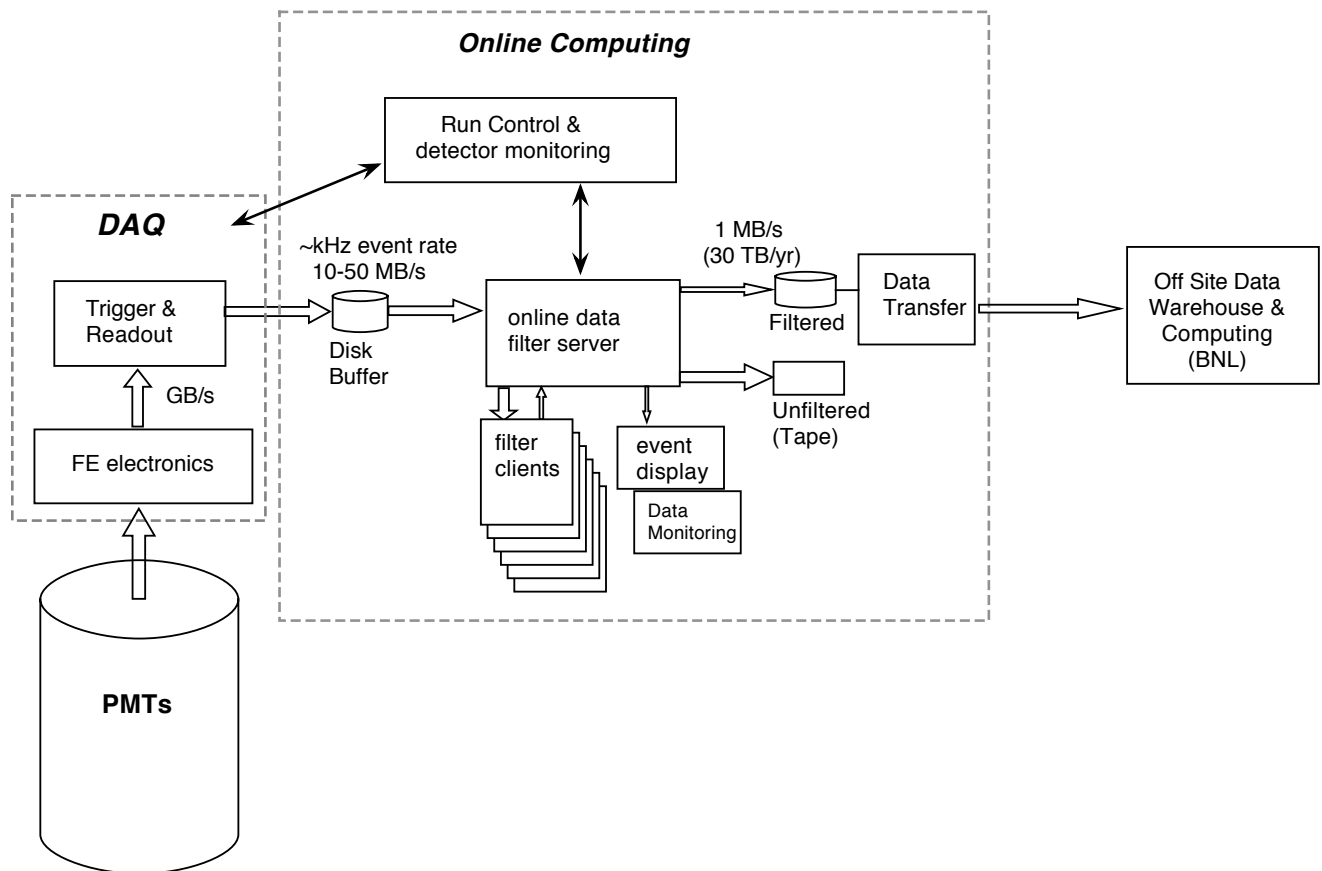 Online Computing
Run Control &
detector monitoring
DAQ
~kHz event rate
10-50 MB/s
1 MB/s
(30 TB/yr)
Trigger &
Readout
Disk
Buffer
online data
filter server
Filtered
Data
Transfer
Off Site Data
Warehouse &
Computing
(BNL)
GB/s
Unfiltered
(Tape)
FE electronics
filter
clients
event
display
Data
Monitoring
PMTs